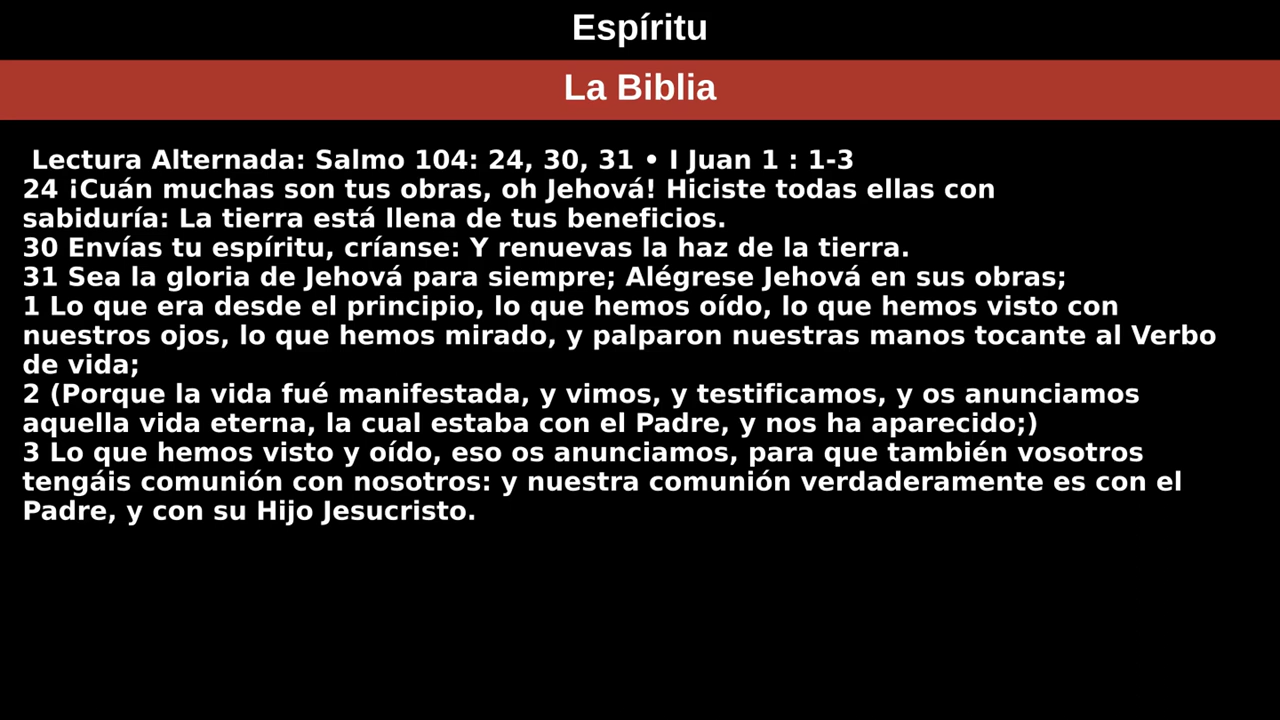 Espíritu
La Biblia
Lectura Alternada: Salmo 104: 24, 30, 31 • I Juan 1 : 1-3
24 ¡Cuán muchas son tus obras, oh Jehová! Hiciste todas ellas con
sabiduría: La tierra está llena de tus beneficios.
30 Envías tu espíritu, críanse: Y renuevas la haz de la tierra.
31 Sea la gloria de Jehová para siempre; Alégrese Jehová en sus obras;
1 Lo que era desde el principio, lo que hemos oído, lo que hemos visto con
nuestros ojos, lo que hemos mirado, y palparon nuestras manos tocante al Verbo
de vida;
2 (Porque la vida fué manifestada, y vimos, y testificamos, y os anunciamos
aquella vida eterna, la cual estaba con el Padre, y nos ha aparecido;)
3 Lo que hemos visto y oído, eso os anunciamos, para que también vosotros
tengáis comunión con nosotros: y nuestra comunión verdaderamente es con el
Padre, y con su Hijo Jesucristo.